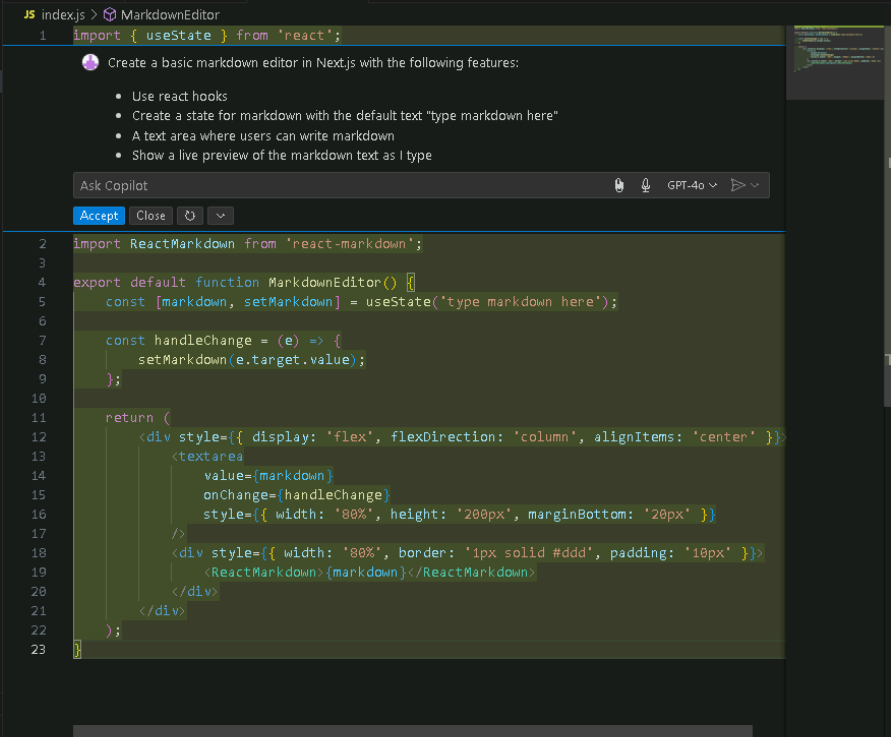 JS index.js > MarkdownEditor
1 import { useState } from 'react';
Create a basic markdown editor in Next.js with the following features:
• Use react hooks
• Create a state for markdown with the default text "type markdown here"
• A text area where users can write markdown
• Show a live preview of the markdown text as I type
Ask Copilot GPT-4o
Accept Close
2 import ReactMarkdown from 'react-markdown';
3
4 export default function MarkdownEditor() {
5 const [markdown, setMarkdown] = useState('type markdown here');
6
7 const handleChange = (e) => {
8 setMarkdown(e.target.value);
9 };
10
11 return (
12 <div style={{ display: 'flex', flexDirection: 'column', alignItems: 'center' }}>
13 <textarea
14 value={markdown}
15 onChange={handleChange}
16 style={{ width: '80%', height: '200px', marginBottom: '20px' }}
17 />
18 <div style={{ width: '80%', border: '1px solid #ddd', padding: '10px' }}>
19 <ReactMarkdown>{markdown}</ReactMarkdown>
20 </div>
21 </div>
22 );
23 }